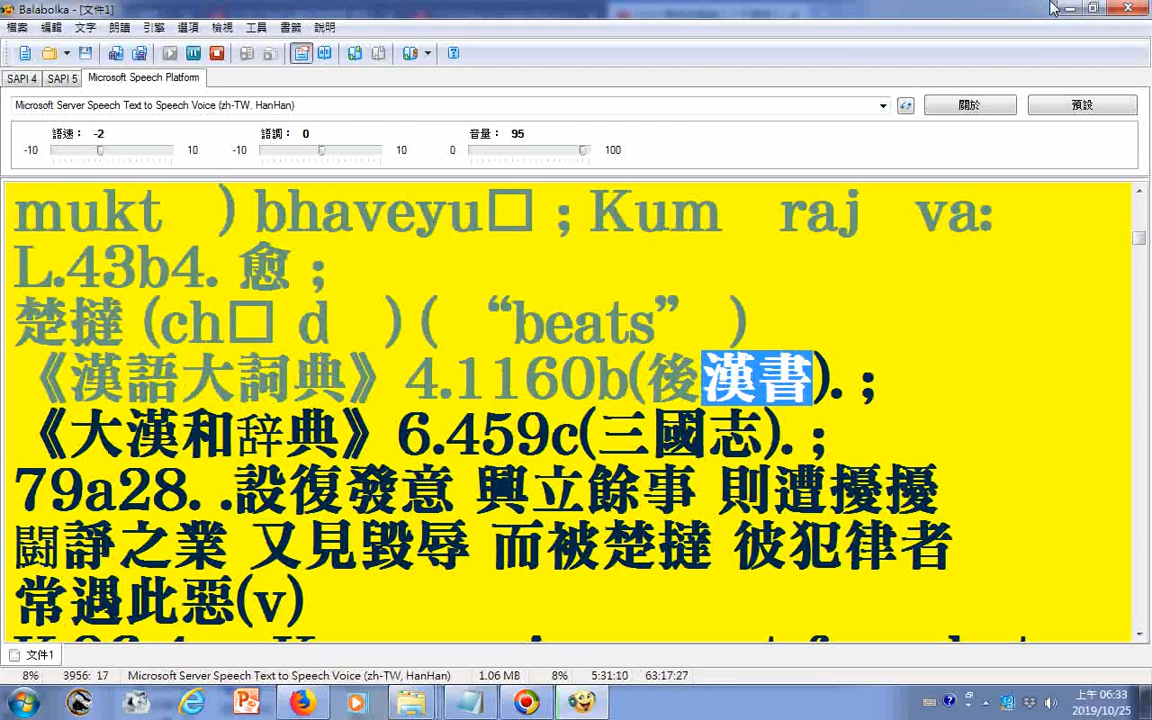 Balabolka - [文件1]
檔案 編輯 文字 朗讀 引擎 選項 檢視 工具 書籤 說明
SAPI 4 SAPI 5 Microsoft Speech Platform
Microsoft Server Speech Text to Speech Voice (zh-TW, HanHan) 關於 預設
語速： -2 語調： 0 音量： 95
-10 10 -10 10 0 100
mukt ) bhaveyu□ ; Kum raj va:
L.43b4. 愈 ;
楚撻 (ch□ d ) ( “beats” )
《漢語大詞典》 4.1160b(後漢書). ;
《大漢和辞典》 6.459c(三國志). ;
79a28. .設復發意 興立餘事 則遭擾擾
闘諍之業 又見毀辱 而被楚撻 彼犯律者
常遇此惡(v)
文件1
8% 3956: 17 Microsoft Server Speech Text to Speech Voice (zh-TW, HanHan) 1.06 MB 8% 5:31:10 63:17:27
上午 06:33
2019/10/25